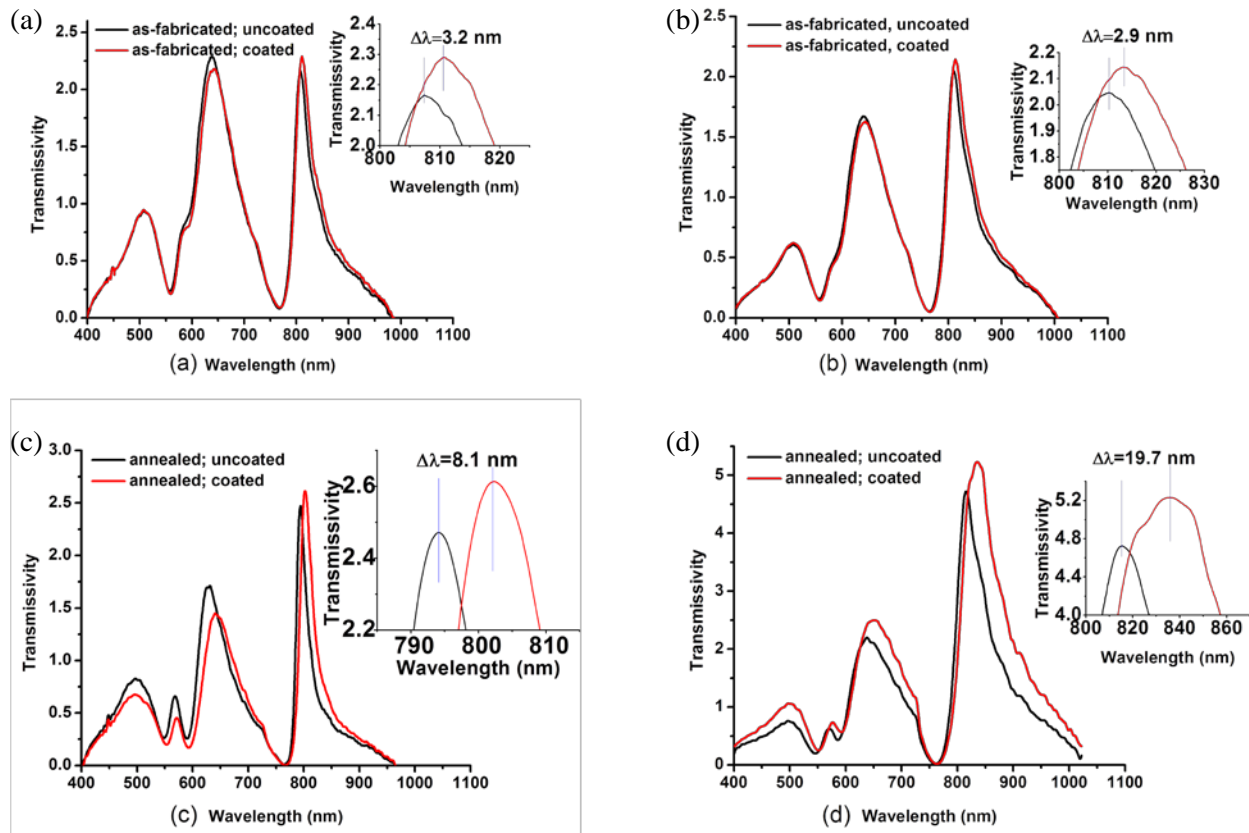 (a)
as-fabricated; uncoated
as-fabricated; coated
Δλ=3.2 nm
Transmissivity
2.5
2.0
1.5
1.0
0.5
0.0
400 500 600 700 800 900 1000 1100
(a) Wavelength (nm)
Transmissivity
2.4
2.3
2.2
2.1
2.0
800 810 820
Wavelength (nm)
(b)
as-fabricated, uncoated
as-fabricated, coated
Δλ=2.9 nm
Transmissivity
2.5
2.0
1.5
1.0
0.5
0.0
400 500 600 700 800 900 1000 1100
(b) Wavelength (nm)
Transmissivity
2.2
2.1
2.0
1.9
1.8
800 810 820 830
Wavelength (nm)
(c)
annealed; uncoated
annealed; coated
Δλ=8.1 nm
Transmissivity
3.0
2.5
2.0
1.5
1.0
0.5
0.0
400 500 600 700 800 900 1000 1100
(c) Wavelength (nm)
Transmissivity
2.6
2.4
2.2
790 800 810
Wavelength (nm)
(d)
annealed; uncoated
annealed; coated
Δλ=19.7 nm
Transmissivity
5
4
3
2
1
0
400 500 600 700 800 900 1000 1100
(d) Wavelength (nm)
Transmissivity
5.2
4.8
4.4
4.0
800 820 840 860
Wavelength (nm)